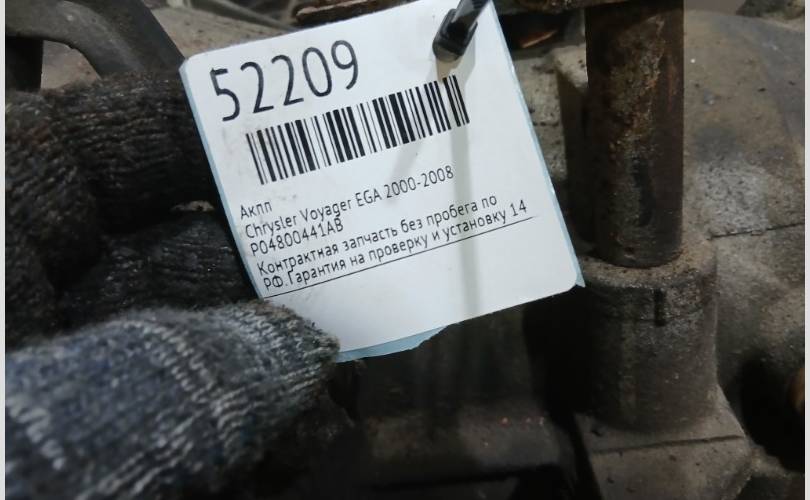 52209
Акпп
Chrysler Voyager EGA 2000-2008
P04800441AB
Контрактная запчасть без пробега по
РФ.Гарантия на проверку и установку 14